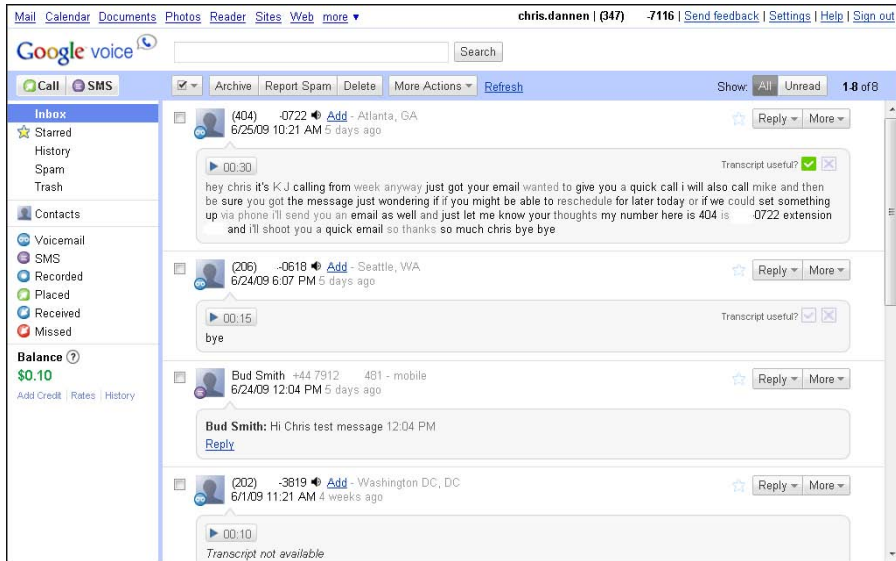 Mail Calendar Documents Photos Reader Sites Web more ▼ chris.dannen | (347) -7116 | Send feedback | Settings | Help | Sign out
Google voice Search
Call SMS Archive Report Spam Delete More Actions Refresh Show: All Unread 1-8 of 8
Inbox
Starred
History
Spam
Trash
Contacts
Voicemail
SMS
Recorded
Placed
Received
Missed
Balance ?
$0.10
Add Credit | Rates | History
(404) -0722 Add - Atlanta, GA Reply More
6/25/09 10:21 AM 5 days ago
00:30 Transcript useful?
hey chris it's K J calling from week anyway just got your email wanted to give you a quick call i will also call mike and then
be sure you got the message just wondering if if you might be able to reschedule for later today or if we could set something
up via phone i'll send you an email as well and just let me know your thoughts my number here is 404 is -0722 extension
and i'll shoot you a quick email so thanks so much chris bye bye
(206) -0618 Add - Seattle, WA Reply More
6/24/09 6:07 PM 5 days ago
00:15 Transcript useful?
bye
Bud Smith +44 7912 481 - mobile Reply More
6/24/09 12:04 PM 5 days ago
Bud Smith: Hi Chris test message 12:04 PM
Reply
(202) -3819 Add - Washington DC, DC Reply More
6/1/09 11:21 AM 4 weeks ago
00:10
Transcript not available